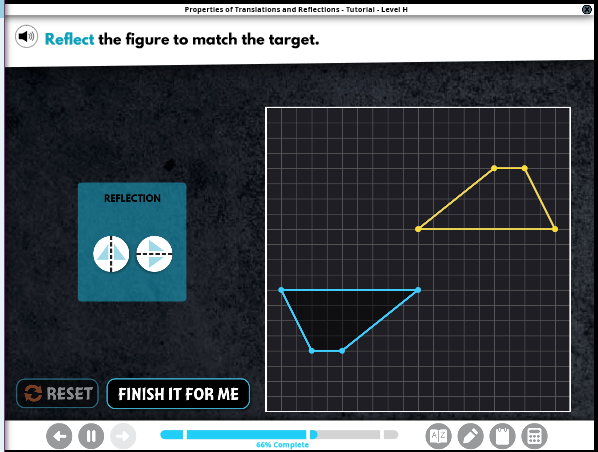 Properties of Translations and Reflections - Tutorial - Level H
Reflect the figure to match the target.
REFLECTION
RESET
FINISH IT FOR ME
66% Complete
A Z